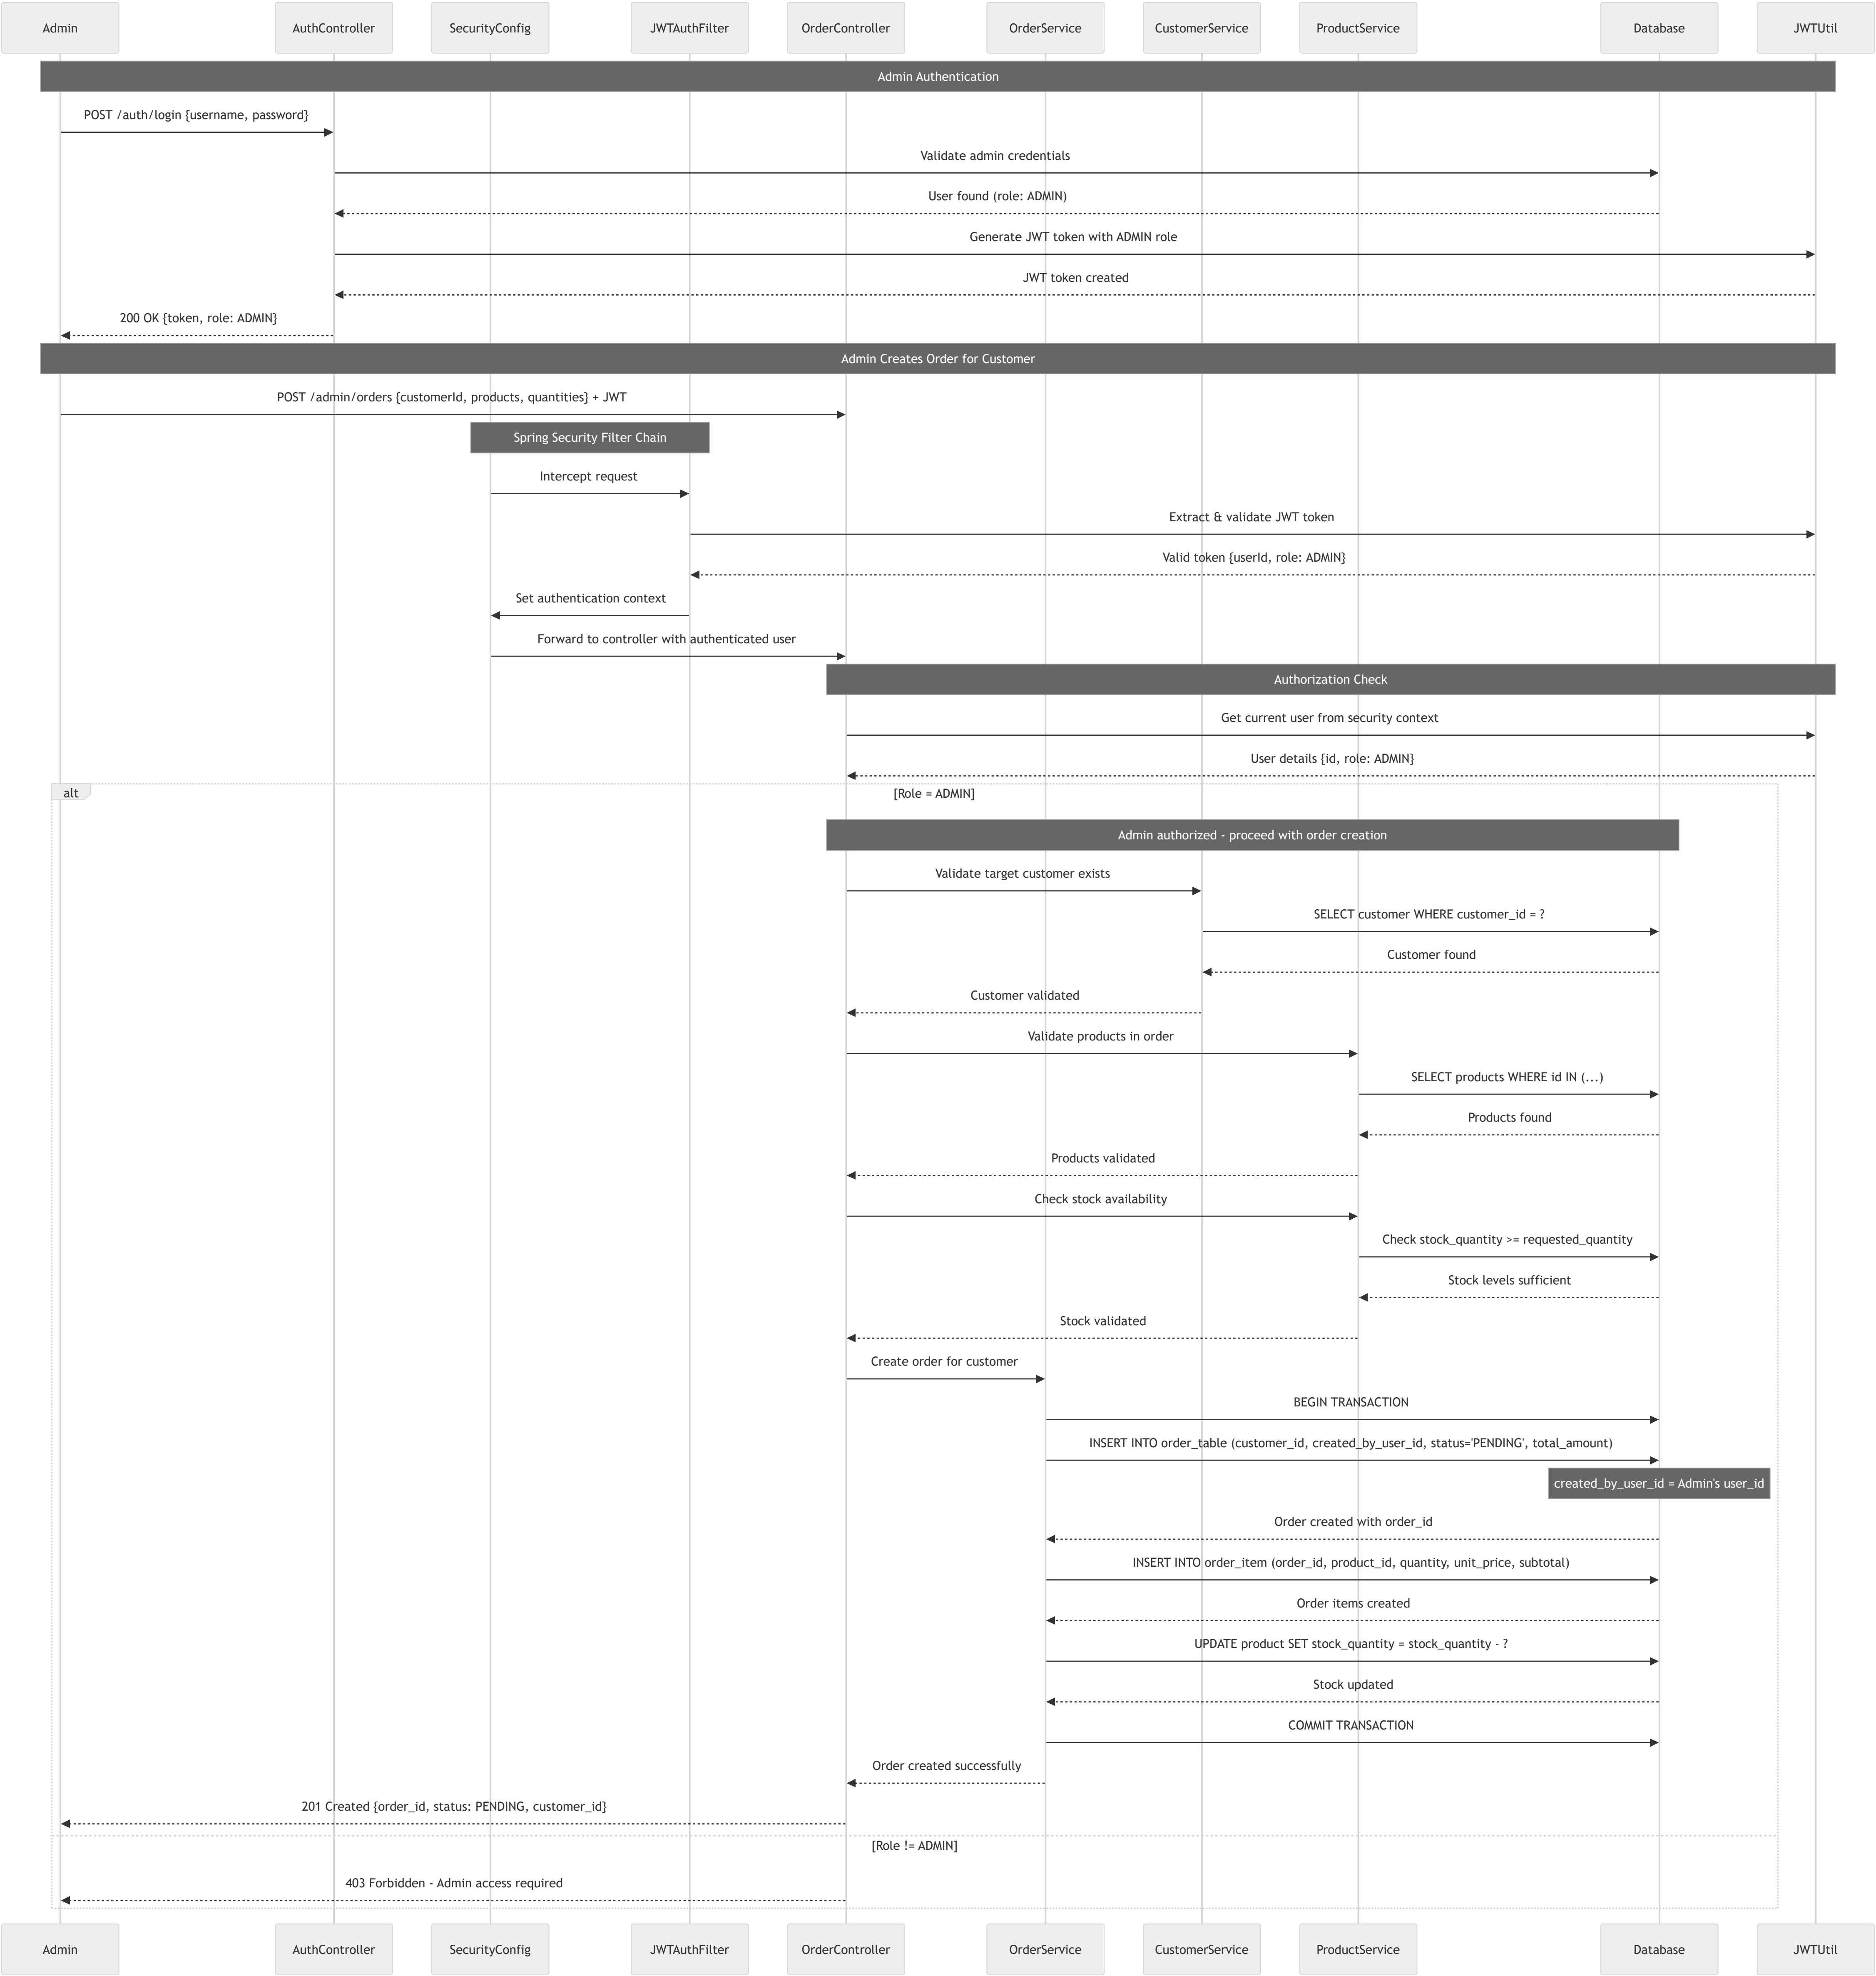 Admin
AuthController
SecurityConfig
JWTAuthFilter
OrderController
OrderService
CustomerService
ProductService
Database
JWTUtil
Admin Authentication
POST /auth/login {username, password}
Validate admin credentials
User found (role: ADMIN)
Generate JWT token with ADMIN role
JWT token created
200 OK {token, role: ADMIN}
Admin Creates Order for Customer
POST /admin/orders {customerId, products, quantities} + JWT
Spring Security Filter Chain
Intercept request
Extract & validate JWT token
Valid token {userId, role: ADMIN}
Set authentication context
Forward to controller with authenticated user
Authorization Check
Get current user from security context
User details {id, role: ADMIN}
alt
[Role = ADMIN]
Admin authorized - proceed with order creation
Validate target customer exists
SELECT customer WHERE customer_id = ?
Customer found
Customer validated
Validate products in order
SELECT products WHERE id IN (...)
Products found
Products validated
Check stock availability
Check stock_quantity >= requested_quantity
Stock levels sufficient
Stock validated
Create order for customer
BEGIN TRANSACTION
INSERT INTO order_table (customer_id, created_by_user_id, status='PENDING', total_amount)
created_by_user_id = Admin's user_id
Order created with order_id
INSERT INTO order_item (order_id, product_id, quantity, unit_price, subtotal)
Order items created
UPDATE product SET stock_quantity = stock_quantity - ?
Stock updated
COMMIT TRANSACTION
Order created successfully
201 Created {order_id, status: PENDING, customer_id}
[Role != ADMIN]
403 Forbidden - Admin access required
Admin
AuthController
SecurityConfig
JWTAuthFilter
OrderController
OrderService
CustomerService
ProductService
Database
JWTUtil